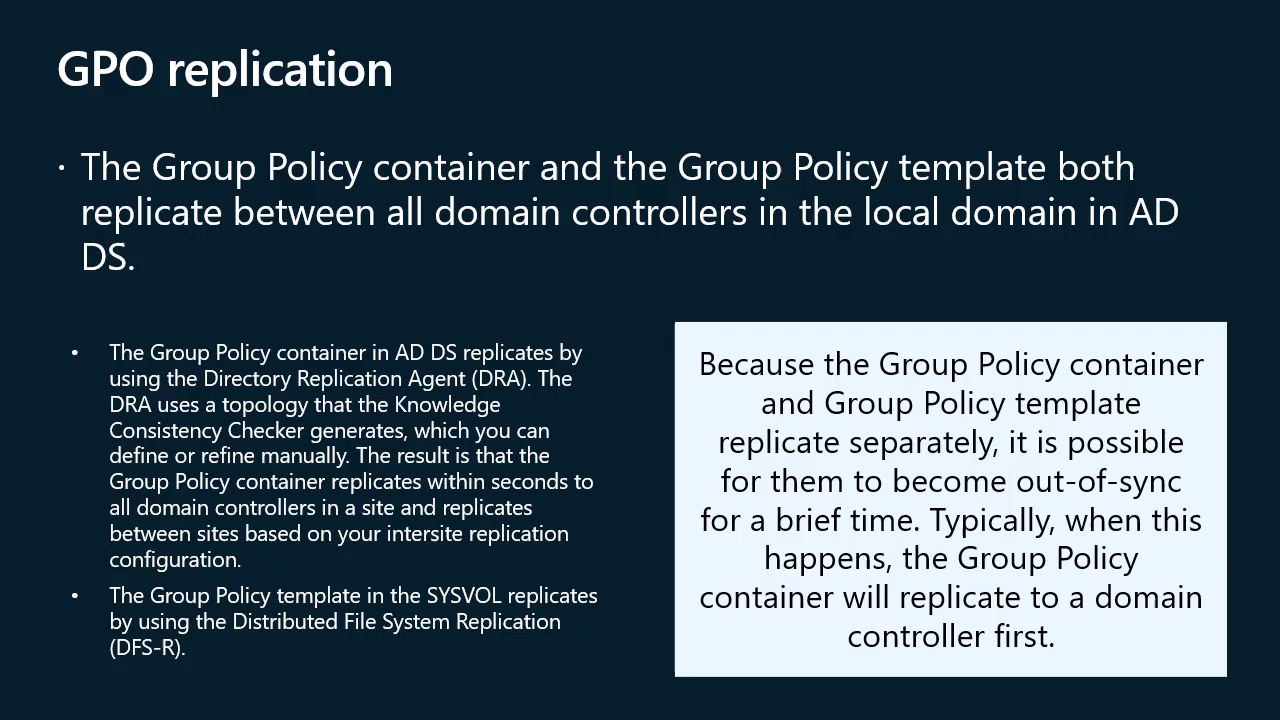 GPO replication
· The Group Policy container and the Group Policy template both
replicate between all domain controllers in the local domain in AD
DS.
• The Group Policy container in AD DS replicates by
using the Directory Replication Agent (DRA). The
DRA uses a topology that the Knowledge
Consistency Checker generates, which you can
define or refine manually. The result is that the
Group Policy container replicates within seconds to
all domain controllers in a site and replicates
between sites based on your intersite replication
configuration.
• The Group Policy template in the SYSVOL replicates
by using the Distributed File System Replication
(DFS-R).
Because the Group Policy container
and Group Policy template
replicate separately, it is possible
for them to become out-of-sync
for a brief time. Typically, when this
happens, the Group Policy
container will replicate to a domain
controller first.